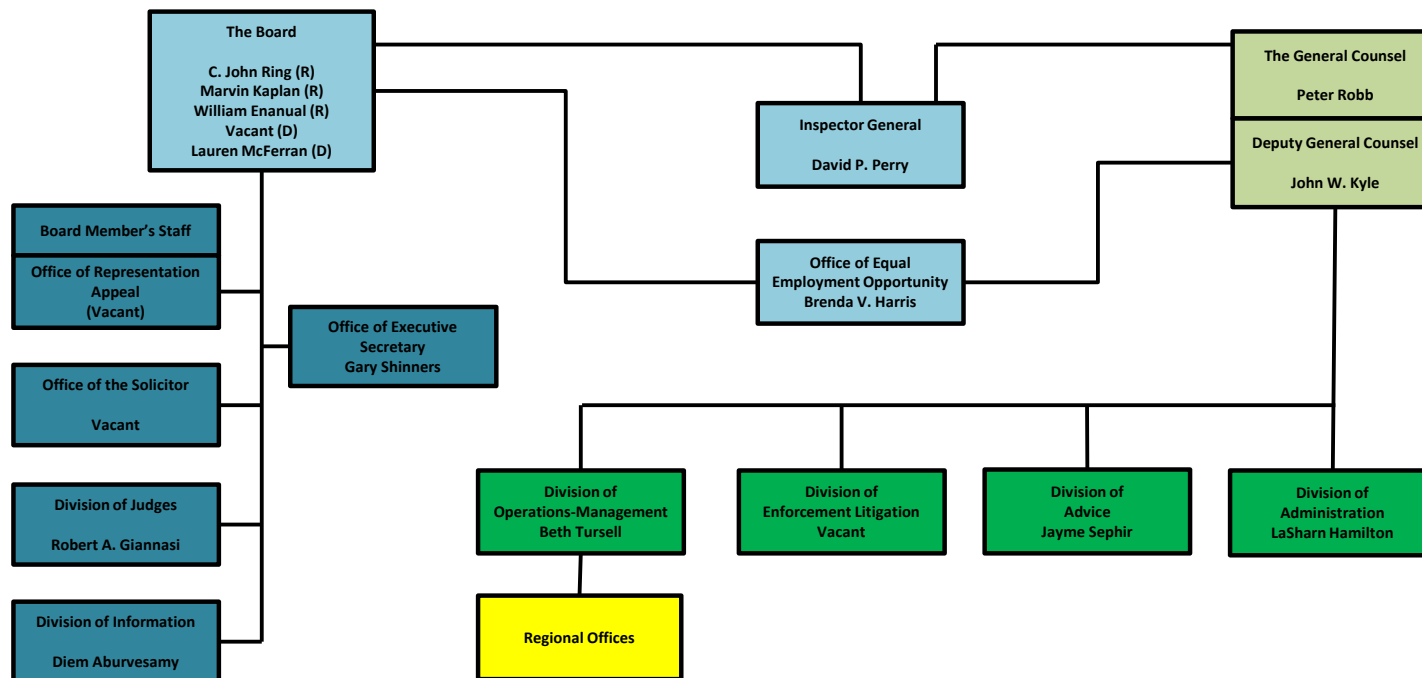 The Board
C. John Ring (R)
Marvin Kaplan (R)
William Enanual (R)
Vacant (D)
Lauren McFerran (D)
The General Counsel
Peter Robb
Inspector General
David P. Perry
Deputy General Counsel
John W. Kyle
Board Member’s Staff
Office of Representation
Appeal
(Vacant)
Office of Equal
Employment Opportunity
Brenda V. Harris
Office of Executive
Secretary
Gary Shinners
Office of the Solicitor
Vacant
Division of Judges
Robert A. Giannasi
Division of Information
Diem Aburvesamy
Division of
Operations-Management
Beth Tursell
Division of
Enforcement Litigation
Vacant
Division of
Advice
Jayme Sephir
Division of
Administration
LaSharn Hamilton
Regional Offices